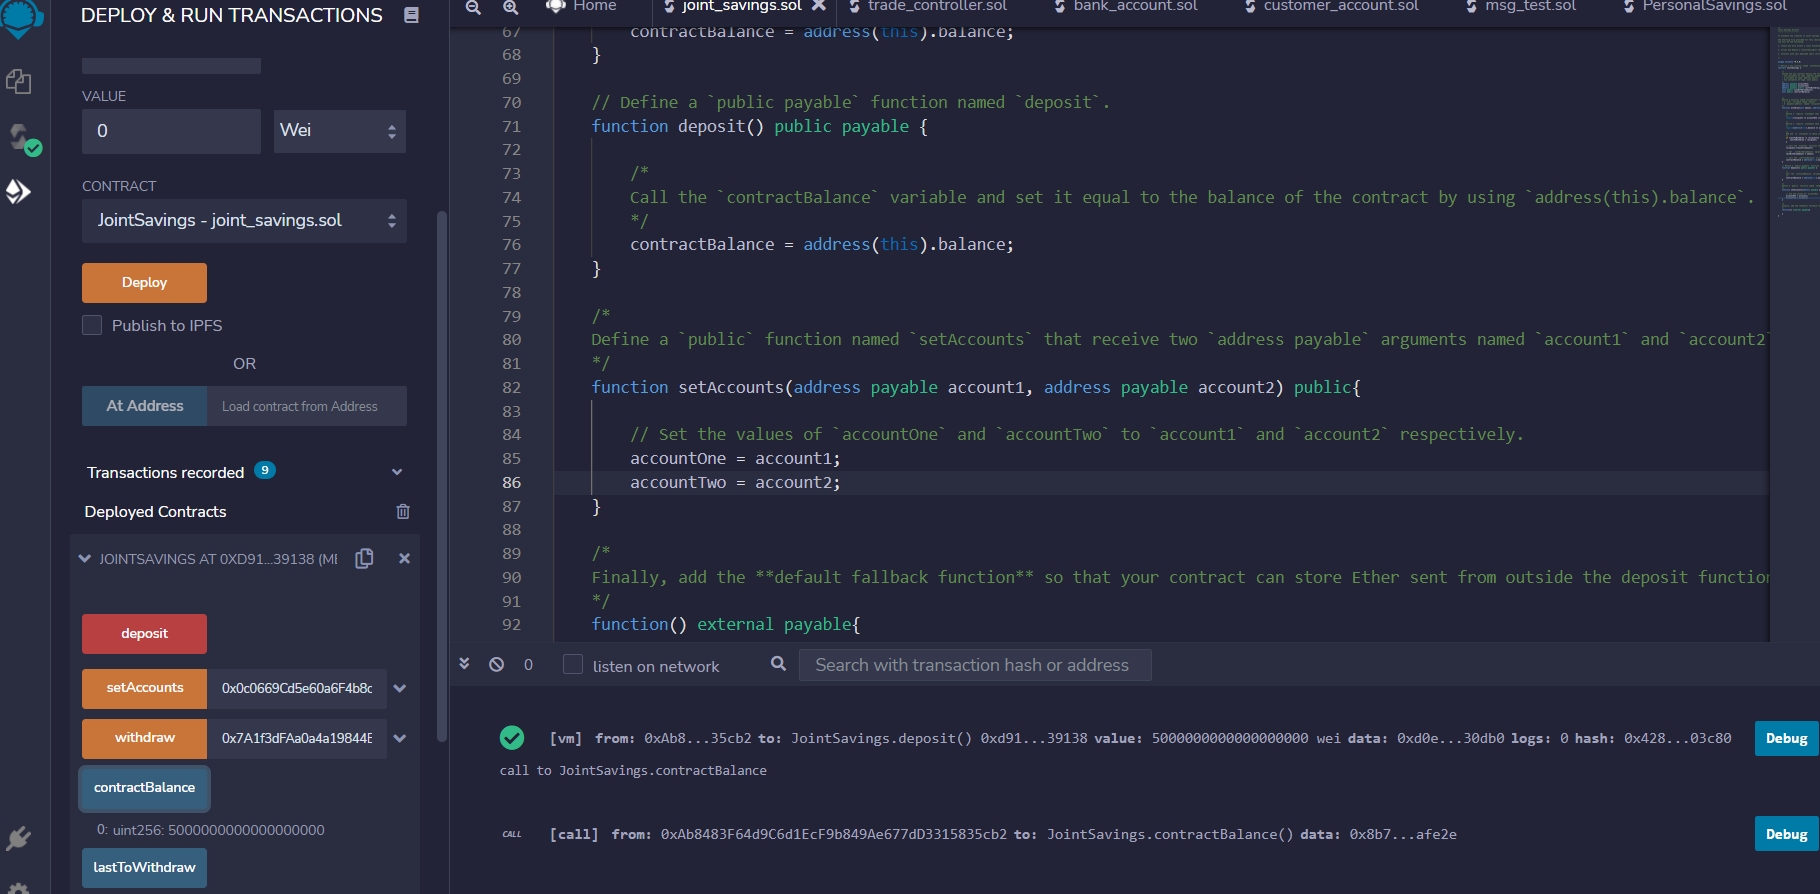 DEPLOY & RUN TRANSACTIONS
VALUE
0
Wei
CONTRACT
JointSavings - joint_savings.sol
Deploy
Publish to IPFS
OR
At Address
Load contract from Address
Transactions recorded 9
Deployed Contracts
JOINTSAVINGS AT 0XD91...39138 (ME
deposit
setAccounts
0x0c0669Cd5e60a6F4b8c
withdraw
0x7A1f3dFAa0a4a19844E
contractBalance
0: uint256: 5000000000000000000
lastToWithdraw
Home
joint_savings.sol
trade_controller.sol
bank_account.sol
customer_account.sol
msg_test.sol
PersonalSavings.sol
67 contractBalance = address(this).balance;
68 }
69
70 // Define a `public payable` function named `deposit`.
71 function deposit() public payable {
72
73 /*
74 Call the `contractBalance` variable and set it equal to the balance of the contract by using `address(this).balance`.
75 */
76 contractBalance = address(this).balance;
77 }
78
79 /*
80 Define a `public` function named `setAccounts` that receive two `address payable` arguments named `account1` and `account2`
81 */
82 function setAccounts(address payable account1, address payable account2) public{
83
84 // Set the values of `accountOne` and `accountTwo` to `account1` and `account2` respectively.
85 accountOne = account1;
86 accountTwo = account2;
87 }
88
89 /*
90 Finally, add the **default fallback function** so that your contract can store Ether sent from outside the deposit function
91 */
92 function() external payable{
0
listen on network
Search with transaction hash or address
[vm] from: 0xAb8...35cb2 to: JointSavings.deposit() 0xd91...39138 value: 5000000000000000000 wei data: 0xd0e...30db0 logs: 0 hash: 0x428...03c80
Debug
call to JointSavings.contractBalance
CALL [call] from: 0xAb8483F64d9C6d1EcF9b849Ae677dD3315835cb2 to: JointSavings.contractBalance() data: 0x8b7...afe2e
Debug